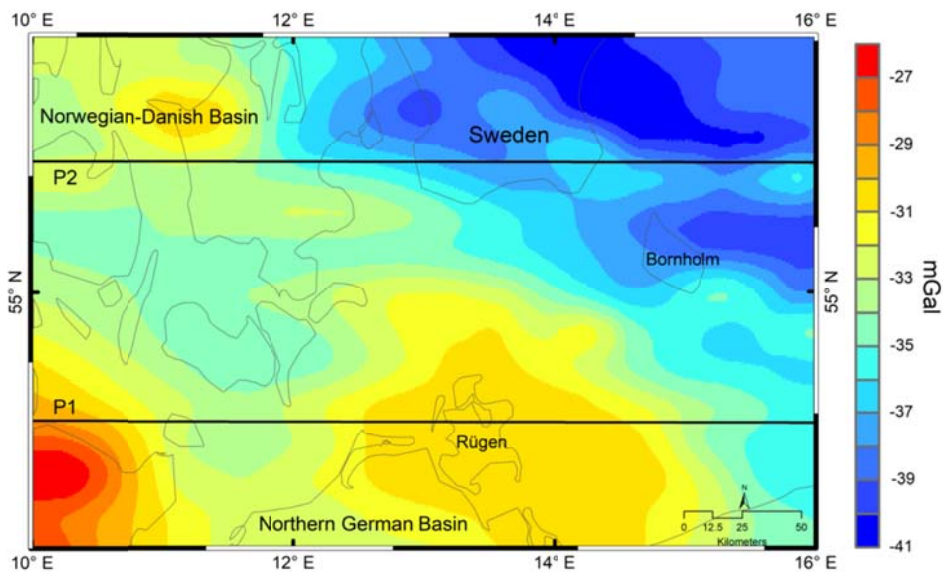 10° E
12° E
14° E
16° E
Norwegian-Danish Basin
Sweden
P2
Bornholm
55° N
55° N
P1
Rügen
Northern German Basin
N
0 12.5 25 50
Kilometers
10° E
12° E
14° E
16° E
-27
-29
-31
-33
-35
-37
-39
-41
mGal